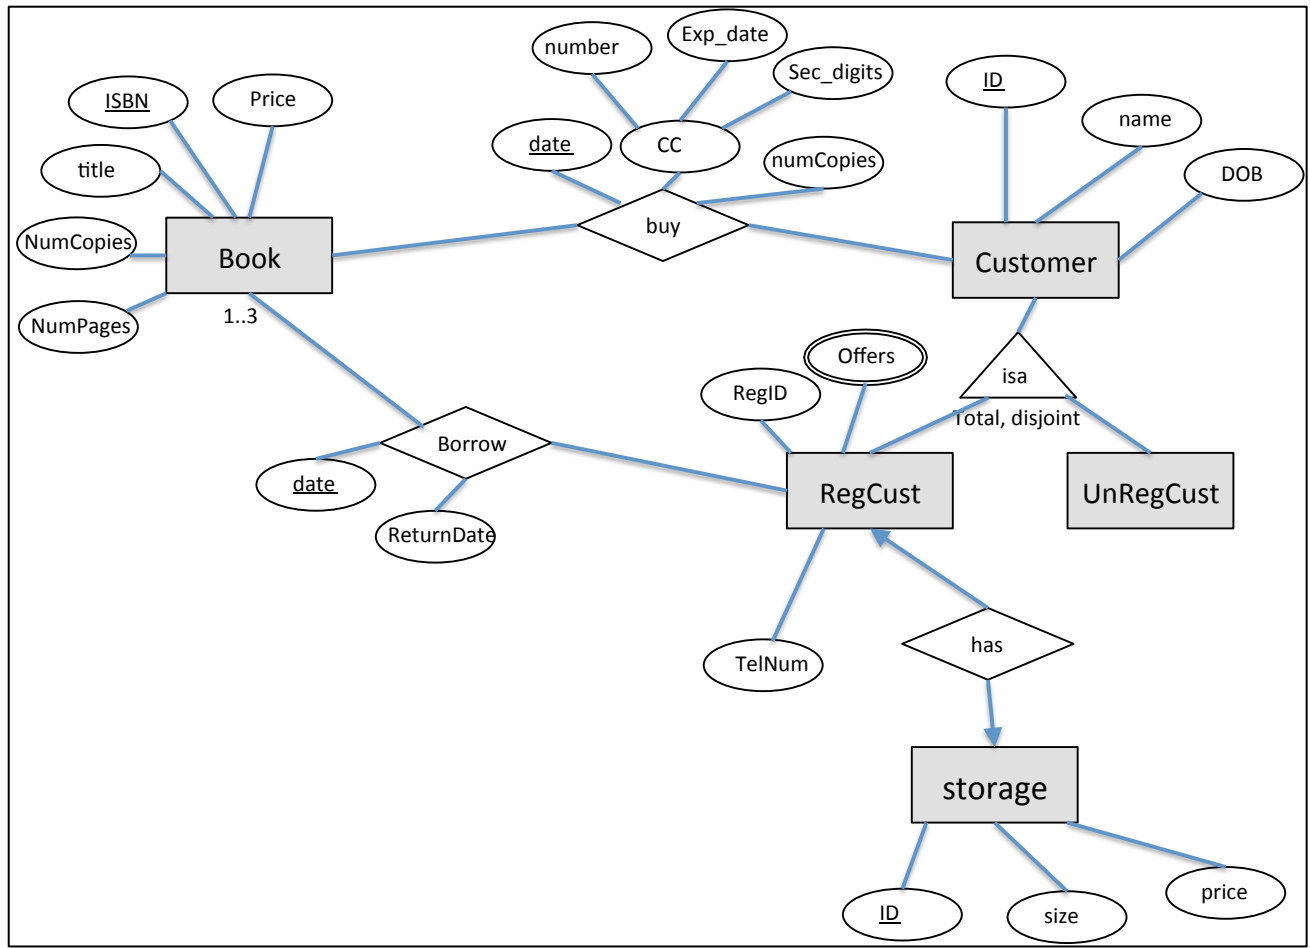 number
Exp_date
Sec_digits
ISBN
Price
ID
name
title
date
CC
numCopies
DOB
NumCopies
Book
buy
Customer
NumPages
1..3
Offers
RegID
isa
Total, disjoint
Borrow
date
ReturnDate
RegCust
UnRegCust
TelNum
has
storage
ID
size
price